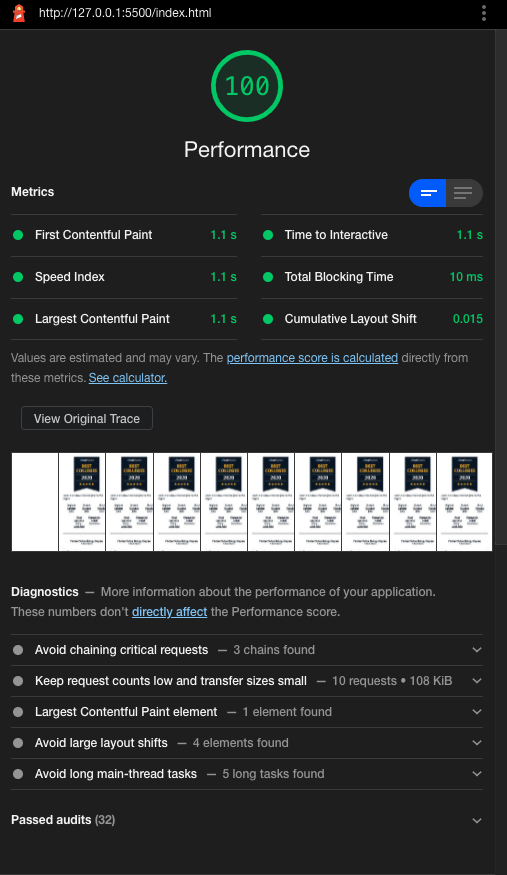 http://127.0.0.1:5500/index.html
100
Performance
Metrics
First Contentful Paint 1.1 s
Time to Interactive 1.1 s
Speed Index 1.1 s
Total Blocking Time 10 ms
Largest Contentful Paint 1.1 s
Cumulative Layout Shift 0.015
Values are estimated and may vary. The performance score is calculated directly from
these metrics. See calculator.
View Original Trace
BEST
COLLEGES
2020
Diagnostics — More information about the performance of your application.
These numbers don't directly affect the Performance score.
Avoid chaining critical requests — 3 chains found
Keep request counts low and transfer sizes small — 10 requests • 108 KiB
Largest Contentful Paint element — 1 element found
Avoid large layout shifts — 4 elements found
Avoid long main-thread tasks — 5 long tasks found
Passed audits (32)